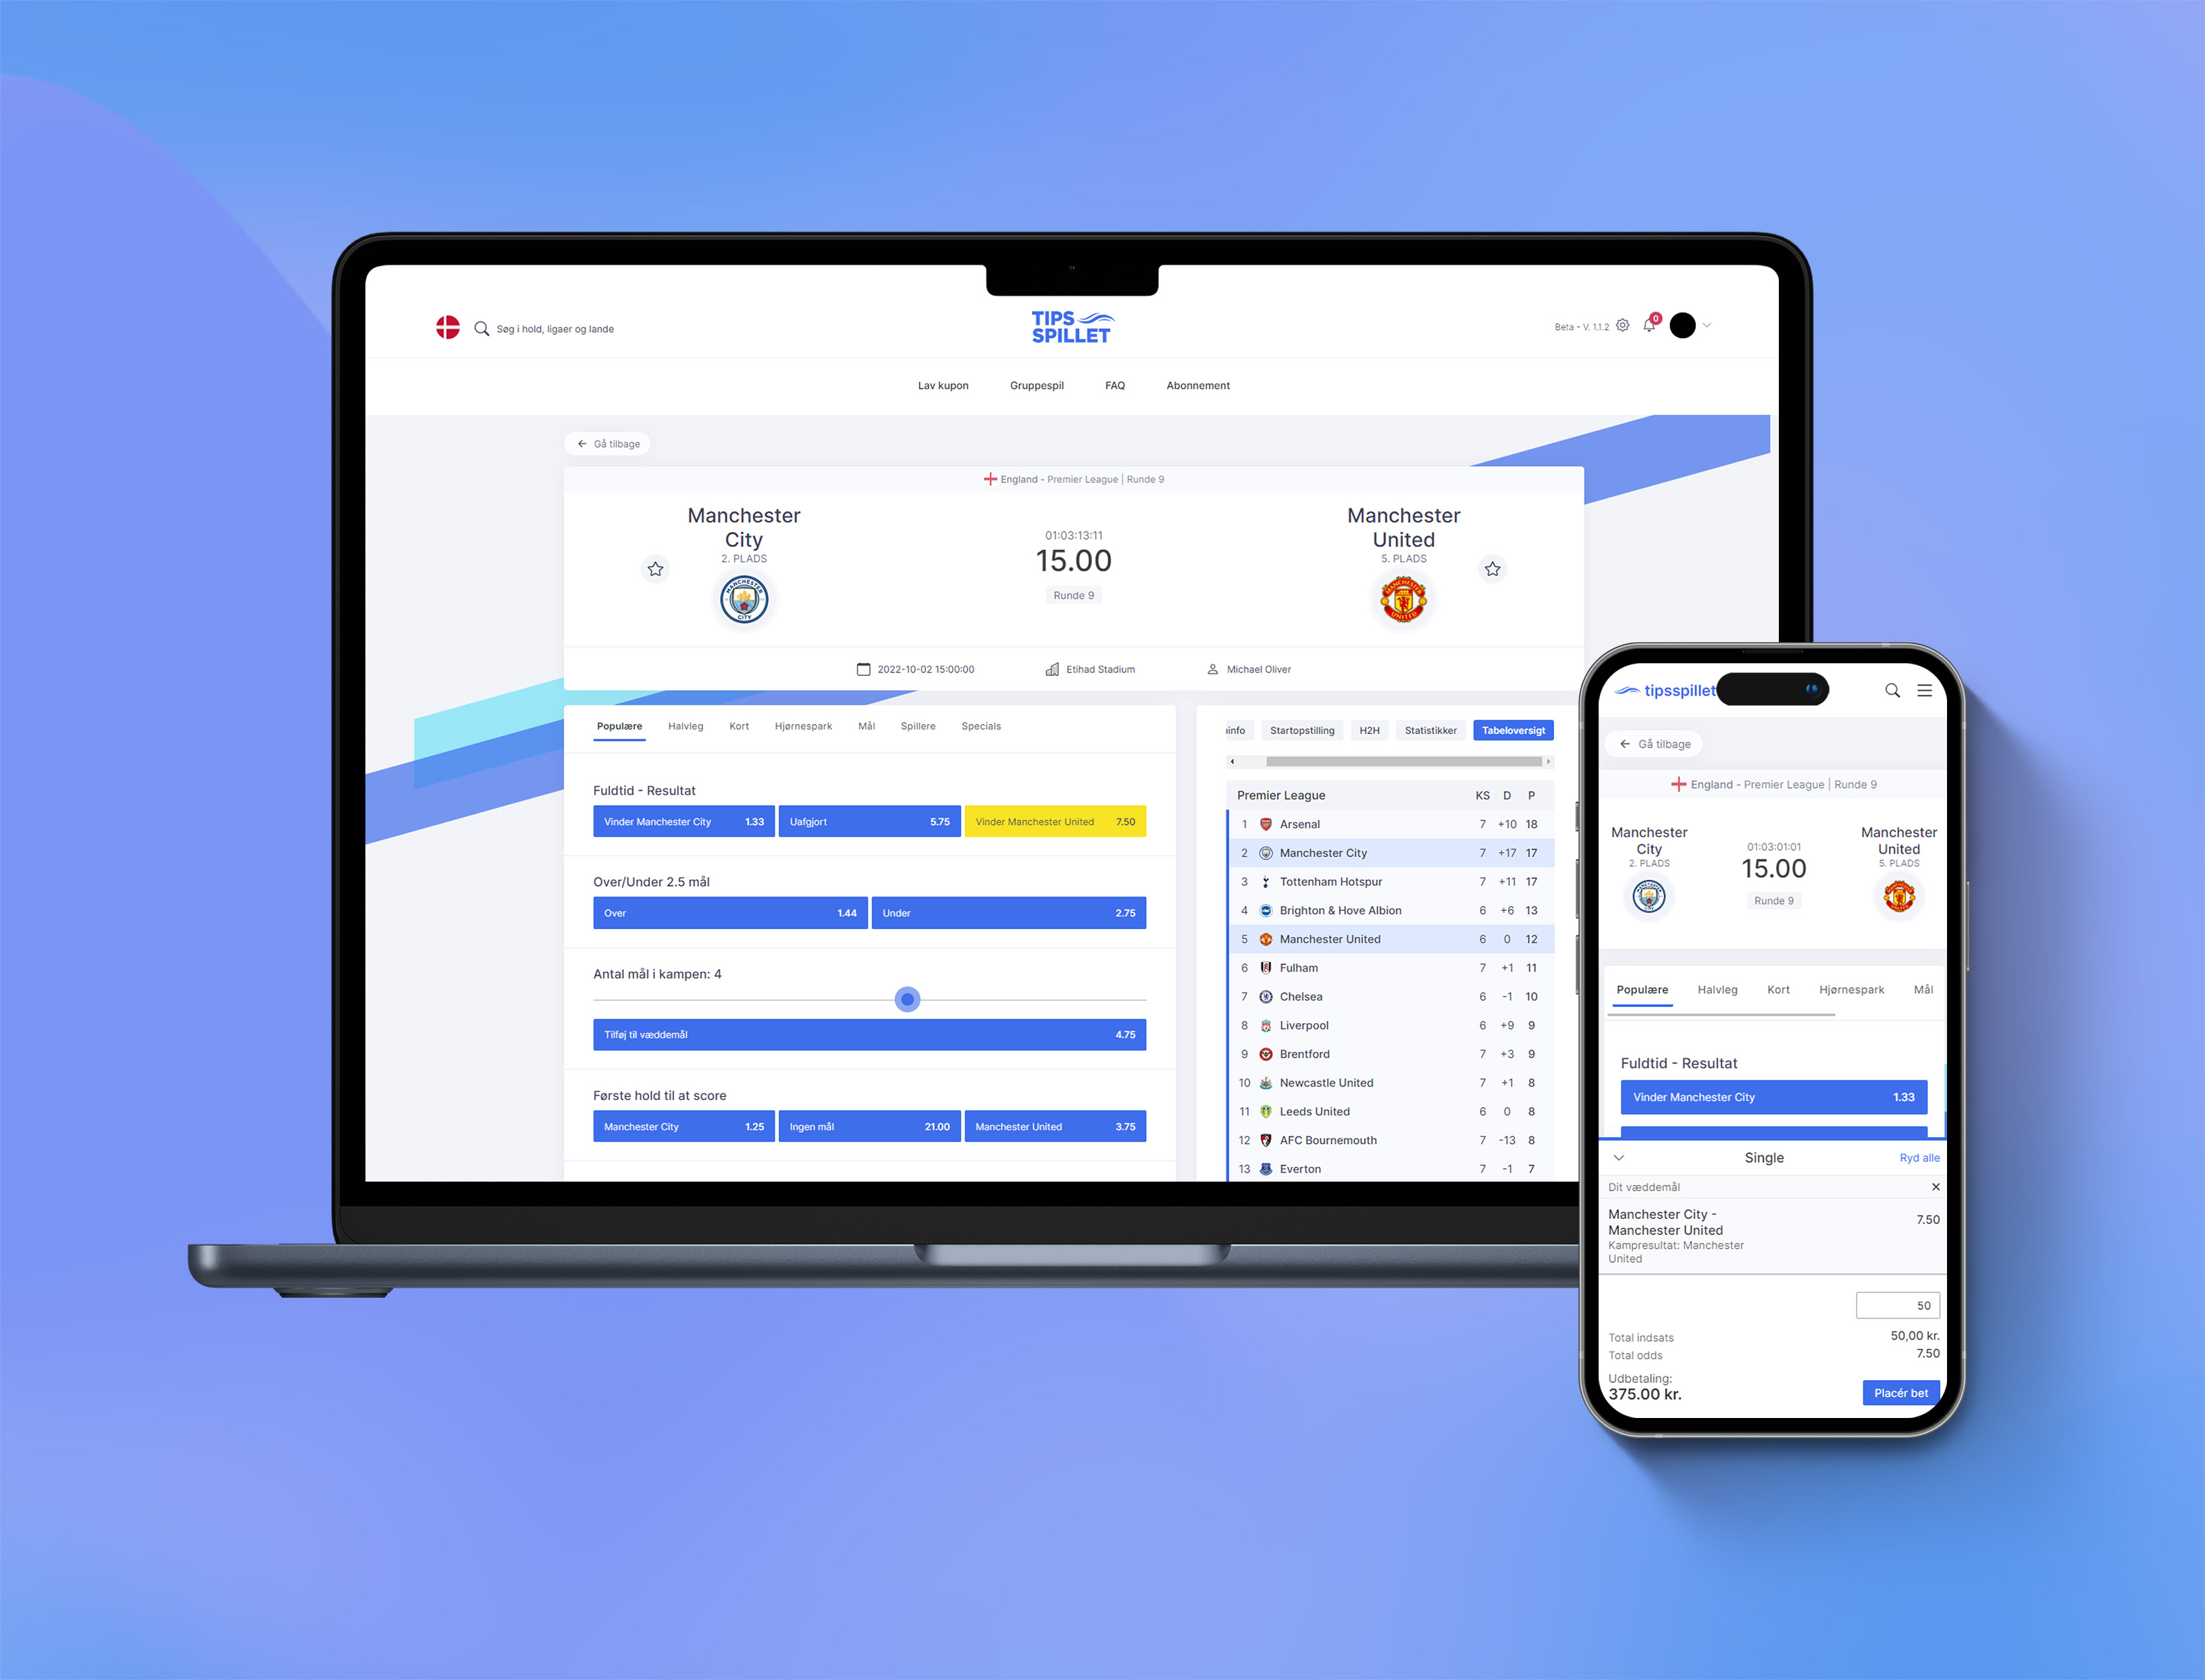 Søg i hold, ligaer og lande
TIPS
SPILLET
Beta - V. 1.1.2
0
Lav kupon Gruppespil FAQ Abonnement
Gå tilbage
England - Premier League | Runde 9
Manchester
City
2. PLADS
MANCHESTER
CITY
01:03:13:11
15.00
Runde 9
Manchester
United
5. PLADS
MANCHESTER
UNITED
2022-10-02 15:00:00 Etihad Stadium Michael Oliver
Populære Halvleg Kort Hjørnespark Mål Spillere Specials
Fuldtid - Resultat
Vinder Manchester City 1.33 Uafgjort 5.75 Vinder Manchester United 7.50
Over/Under 2.5 mål
Over 1.44 Under 2.75
Antal mål i kampen: 4
Tilføj til væddemål 4.75
Første hold til at score
Manchester City 1.25 Ingen mål 21.00 Manchester United 3.75
info Startopstilling H2H Statistikker Tabeloversigt
Premier League KS D P
1 Arsenal 7 +10 18
2 Manchester City 7 +17 17
3 Tottenham Hotspur 7 +11 17
4 Brighton & Hove Albion 6 +6 13
5 Manchester United 6 0 12
6 Fulham 7 +1 11
7 Chelsea 6 -1 10
8 Liverpool 6 +9 9
9 Brentford 7 +3 9
10 Newcastle United 7 +1 8
11 Leeds United 6 0 8
12 AFC Bournemouth 7 -13 8
13 Everton 7 -1 7
tipsspillet
Gå tilbage
England - Premier League | Runde 9
Manchester
City
2. PLADS
01:03:01:01
15.00
Runde 9
Manchester
United
5. PLADS
Populære Halvleg Kort Hjørnespark Mål
Fuldtid - Resultat
Vinder Manchester City 1.33
Single Ryd alle
Dit væddemål
Manchester City - 7.50
Manchester United
Kampresultat: Manchester
United
50
Total indsats 50,00 kr.
Total odds 7.50
Udbetaling:
375.00 kr.
Placér bet